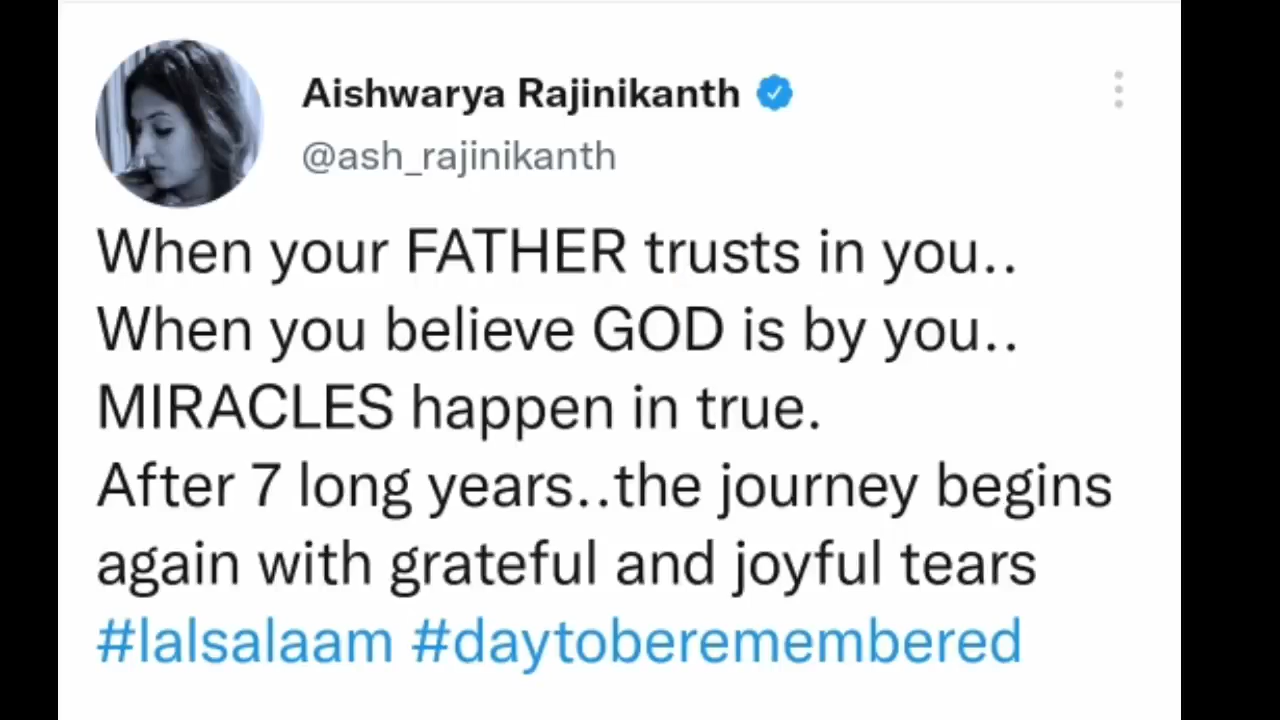 Aishwarya Rajinikanth
@ash_rajinikanth
When your FATHER trusts in you..
When you believe GOD is by you..
MIRACLES happen in true.
After 7 long years..the journey begins
again with grateful and joyful tears
#lalsalaam #daytoberemembered